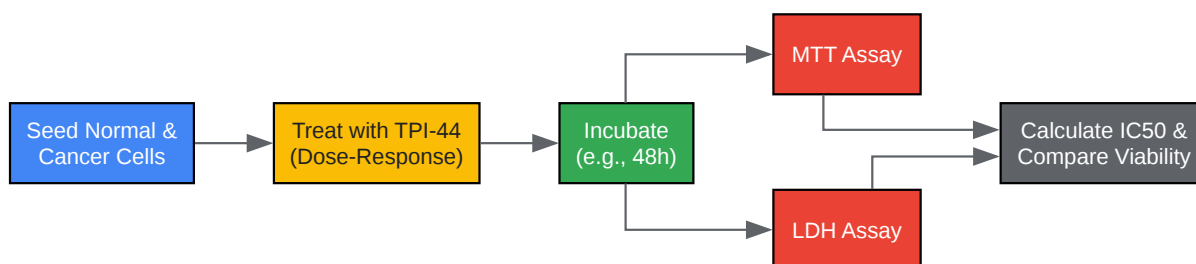 Seed Normal &
Cancer Cells
Treat with TPI-44
(Dose-Response)
Incubate
(e.g., 48h)
MTT Assay
LDH Assay
Calculate IC50 &
Compare Viability